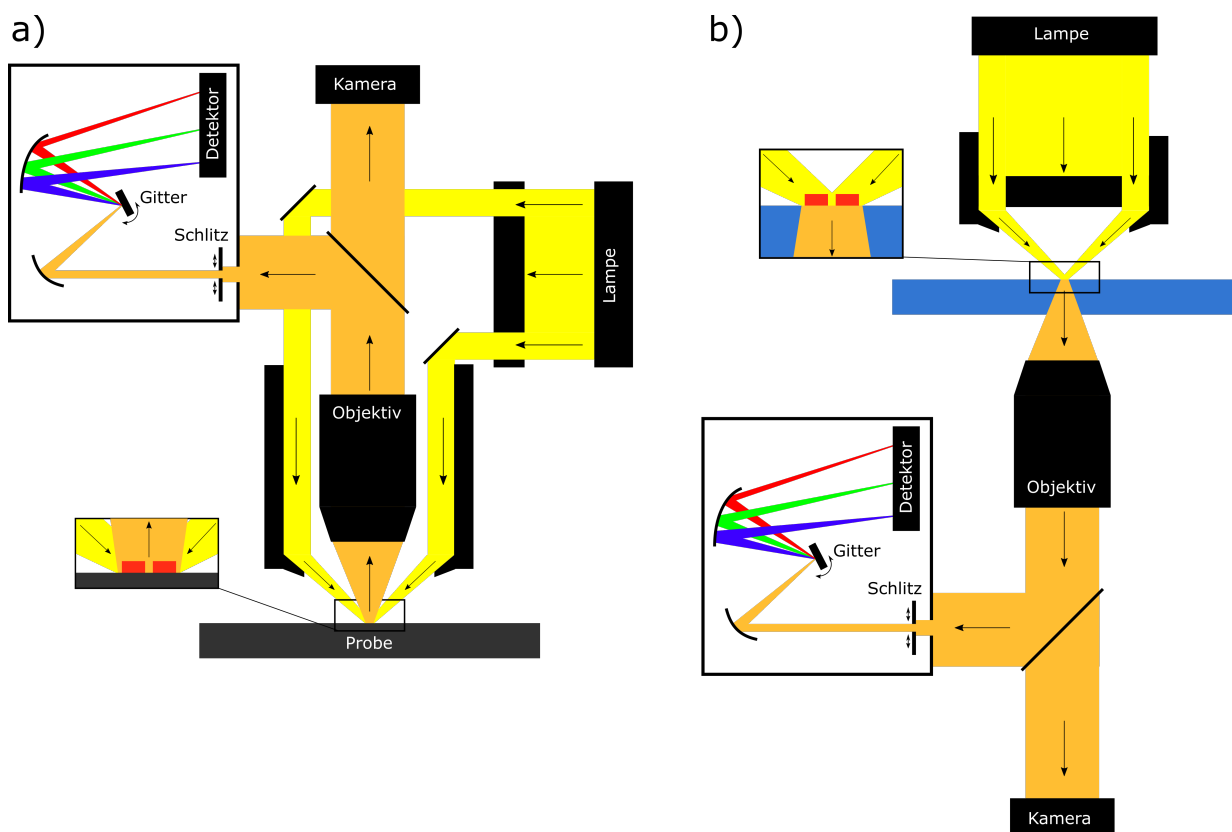 a)
Kamera
Detektor
Gitter
Schlitz
Lampe
Objektiv
Probe
b)
Lampe
Objektiv
Detektor
Gitter
Schlitz
Kamera